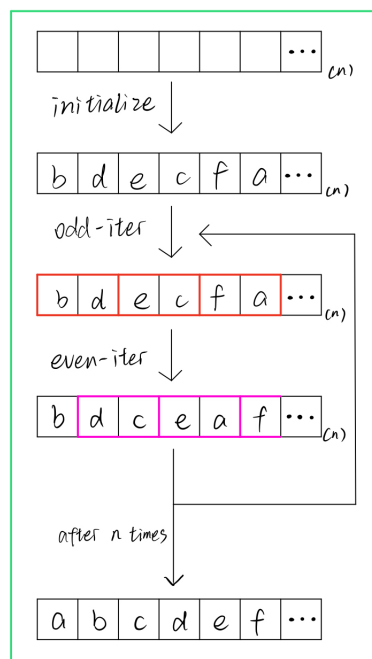 ... (n)
initialize
b d e c f a ... (n)
odd-iter
b d e c f a ... (n)
even-iter
b d c e a f ... (n)
after n times
a b c d e f ...